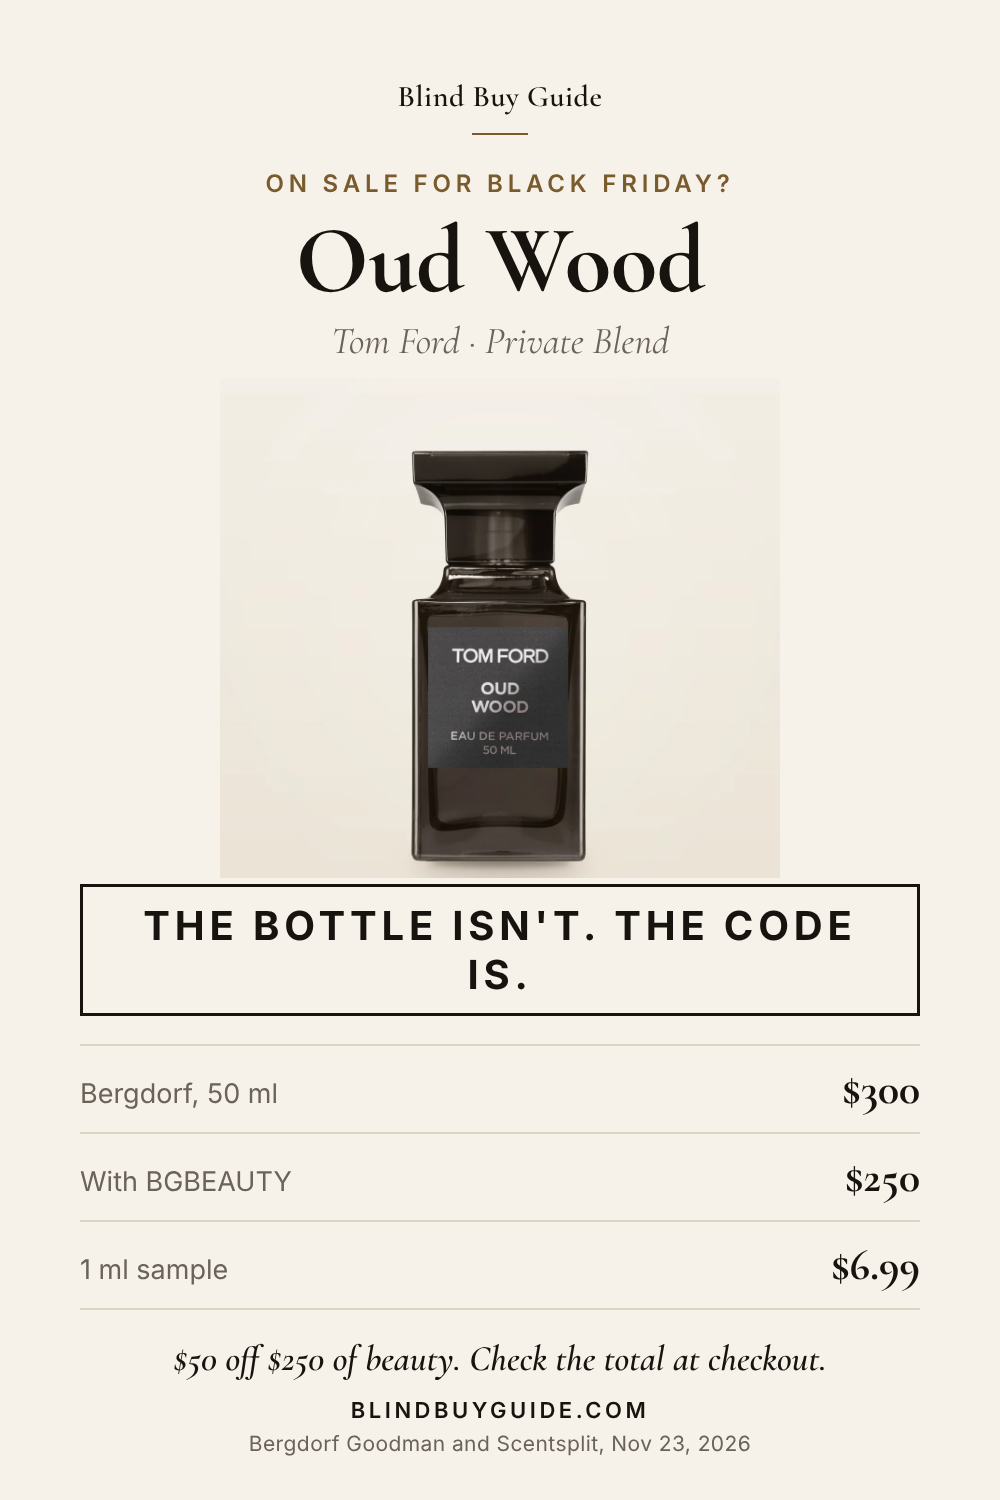 Blind Buy Guide
ON SALE FOR BLACK FRIDAY?
Oud Wood
Tom Ford · Private Blend
TOM FORD
OUD
WOOD
EAU DE PARFUM
50 ML
THE BOTTLE ISN'T. THE CODE
IS.
Bergdorf, 50 ml $300
With BGBEAUTY $250
1 ml sample $6.99
$50 off $250 of beauty. Check the total at checkout.
BLINDBUYGUIDE.COM
Bergdorf Goodman and Scentsplit, Nov 23, 2026